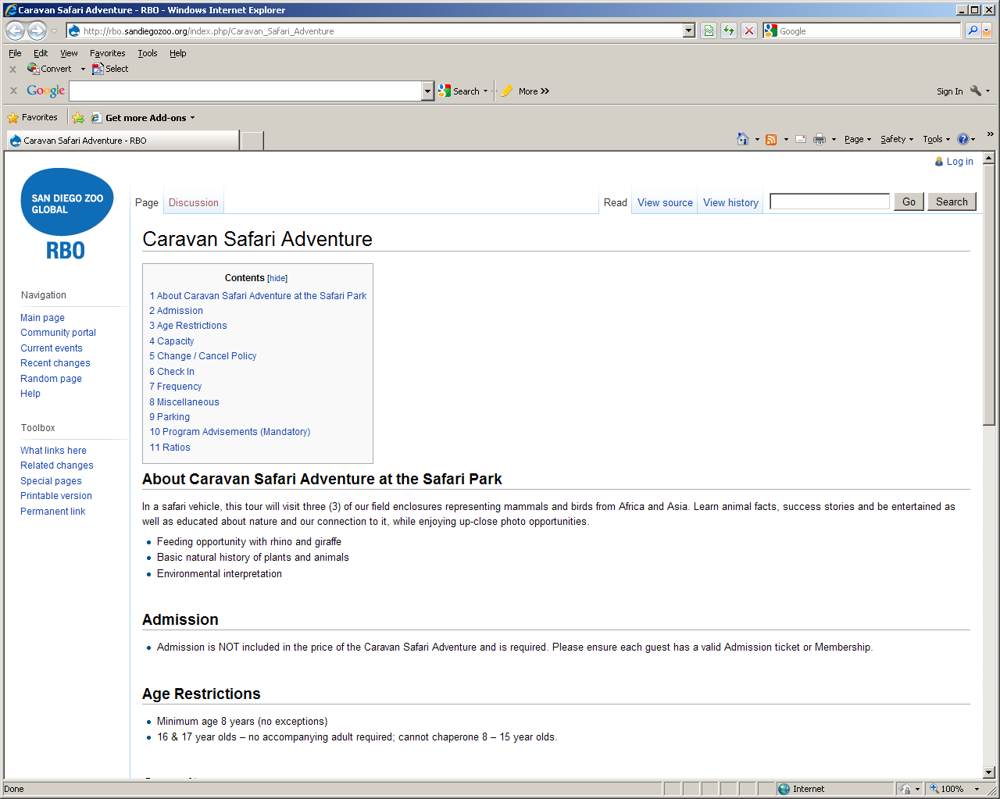 Caravan Safari Adventure - RBO - Windows Internet Explorer
http://rbo.sandiegozoo.org/index.php/Caravan_Safari_Adventure
Google
File Edit View Favorites Tools Help
x Convert Select
x Google Search More >> Sign In
Favorites Get more Add-ons
Caravan Safari Adventure - RBO
Page Safety Tools ? >>
Log in
SAN DIEGO ZOO
GLOBAL
RBO
Page Discussion Read View source View history Go Search
Caravan Safari Adventure
Navigation
Main page
Community portal
Current events
Recent changes
Random page
Help
Toolbox
What links here
Related changes
Special pages
Printable version
Permanent link
Contents [hide]
1 About Caravan Safari Adventure at the Safari Park
2 Admission
3 Age Restrictions
4 Capacity
5 Change / Cancel Policy
6 Check In
7 Frequency
8 Miscellaneous
9 Parking
10 Program Advisements (Mandatory)
11 Ratios
About Caravan Safari Adventure at the Safari Park
In a safari vehicle, this tour will visit three (3) of our field enclosures representing mammals and birds from Africa and Asia. Learn animal facts, success stories and be entertained as
well as educated about nature and our connection to it, while enjoying up-close photo opportunities.
• Feeding opportunity with rhino and giraffe
• Basic natural history of plants and animals
• Environmental interpretation
Admission
• Admission is NOT included in the price of the Caravan Safari Adventure and is required. Please ensure each guest has a valid Admission ticket or Membership.
Age Restrictions
• Minimum age 8 years (no exceptions)
• 16 & 17 year olds – no accompanying adult required; cannot chaperone 8 – 15 year olds.
Done Internet 100%